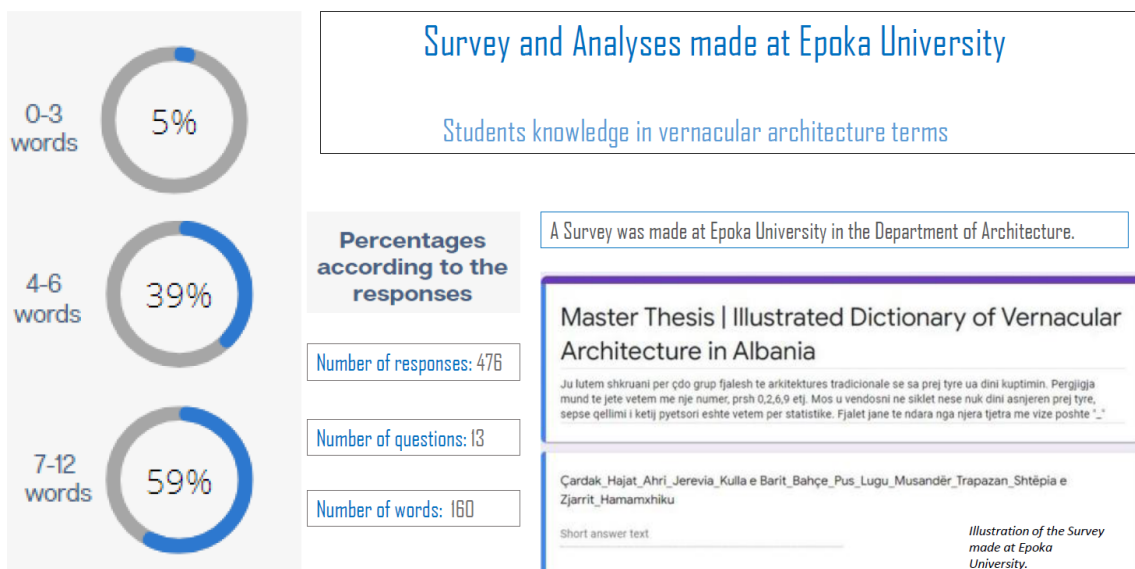 Survey and Analyses made at Epoka University
Students knowledge in vernacular architecture terms
0-3
words
5%
4-6
words
39%
7-12
words
59%
Percentages
according to the
responses
Number of responses: 476
Number of questions: 13
Number of words: 160
A Survey was made at Epoka University in the Department of Architecture.
Master Thesis | Illustrated Dictionary of Vernacular
Architecture in Albania
Ju lutem shkruani per çdo grup fjalesh te arkitektures tradicionale se sa prej tyre ua dini kuptimin. Pergjigja
mund te jete vetem me nje numer, prsh 0,2,6,9 etj. Mos u vendosni ne siklet nese nuk dini asnjeren prej tyre,
sepse qellimi i ketij pyetsori eshte vetem per statistike. Fjalet jane te ndara nga njera tjetra me vize poshte "_"
Çardak_Hajat_Ahri_Jerevia_Kulla e Barit_Bahçe_Pus_Lugu_Musandër_Trapazan_Shtëpia e
Zjarrit_Hamamxhiku
Short answer text
Illustration of the Survey
made at Epoka
University.